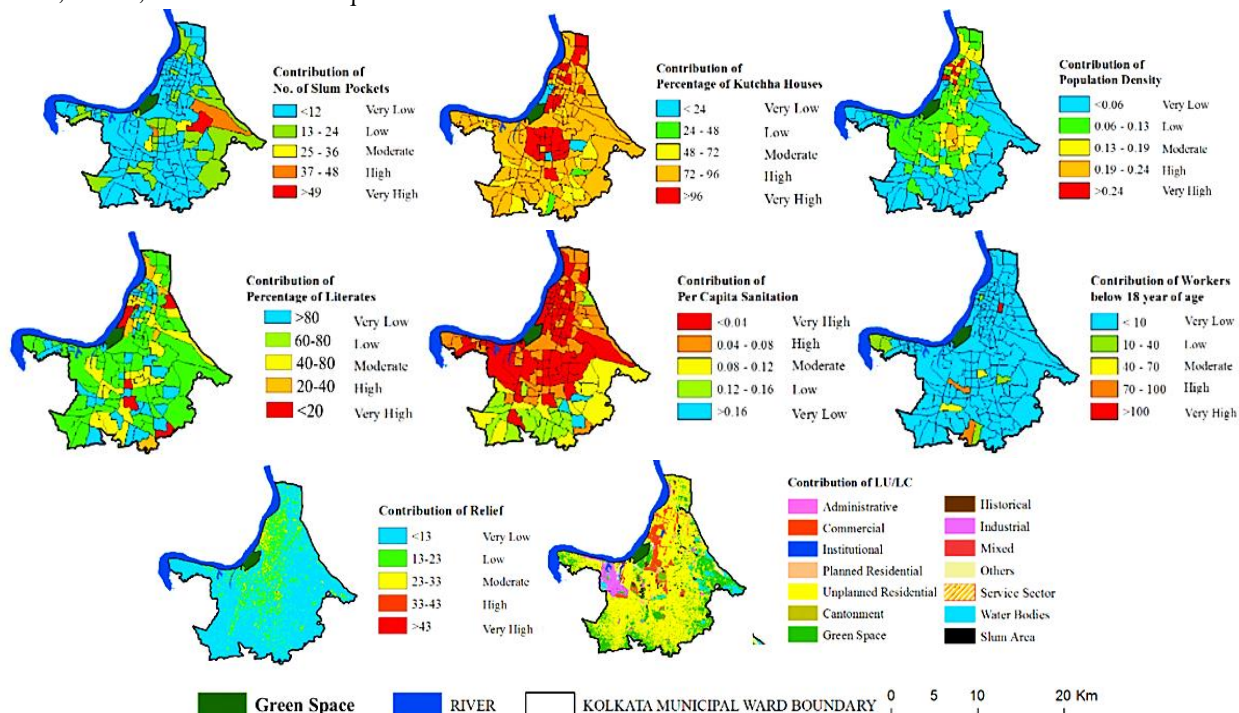 Contribution of
No. of Slum Pockets
<12 Very Low
13 - 24 Low
25 - 36 Moderate
37 - 48 High
>49 Very High
Contribution of
Percentage of Kutchha Houses
< 24 Very Low
24 - 48 Low
48 - 72 Moderate
72 - 96 High
>96 Very High
Contribution of
Population Density
<0.06 Very Low
0.06 - 0.13 Low
0.13 - 0.19 Moderate
0.19 - 0.24 High
>0.24 Very High
Contribution of
Percentage of Literates
>80 Very Low
60-80 Low
40-80 Moderate
20-40 High
<20 Very High
Contribution of
Per Capita Sanitation
<0.04 Very High
0.04 - 0.08 High
0.08 - 0.12 Moderate
0.12 - 0.16 Low
>0.16 Very Low
Contribution of Workers
below 18 year of age
< 10 Very Low
10 - 40 Low
40 - 70 Moderate
70 - 100 High
>100 Very High
Contribution of Relief
<13 Very Low
13-23 Low
23-33 Moderate
33-43 High
>43 Very High
Contribution of LU/LC
Administrative
Commercial
Institutional
Planned Residential
Unplanned Residential
Cantonment
Green Space
Historical
Industrial
Mixed
Others
Service Sector
Water Bodies
Slum Area
Green Space RIVER KOLKATA MUNICIPAL WARD BOUNDARY 0 5 10 20 Km